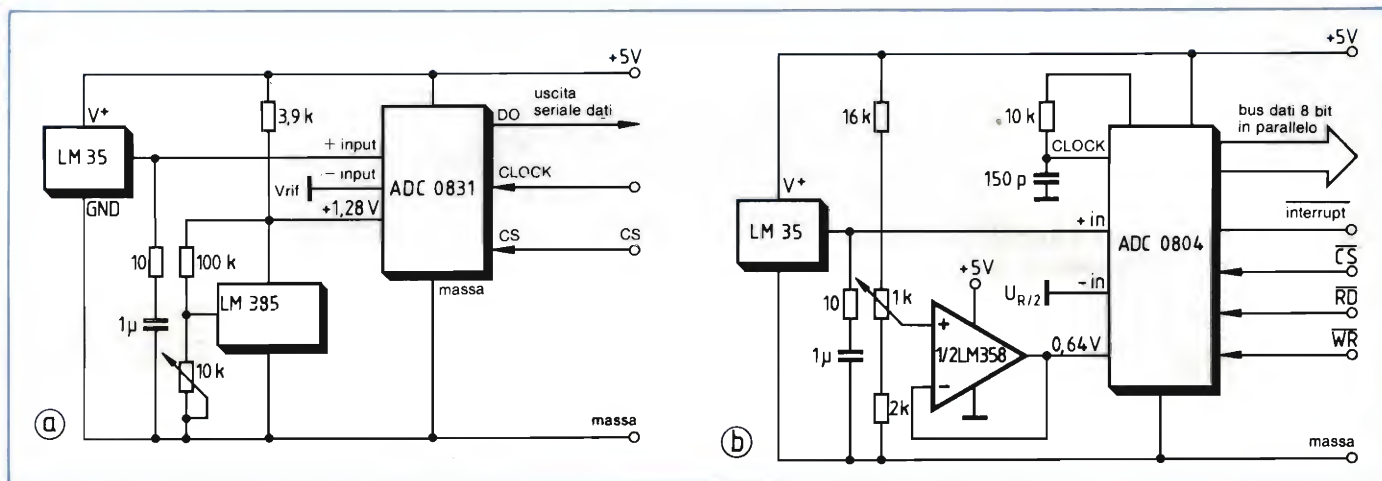 +5V
V+
3,9 k
uscita
seriale dati
DO
LM 35
+ input
- input
ADC 0831
CLOCK
Vrif
+1,28 V
GND
CS
CS
10
100 k
massa
LM 385
1µ
10k
massa
a
+5V
16k
10 k
bus dati 8 bit
in parallelo
CLOCK
150 p
V+
LM 35
+ in
interrupt
ADC 0804
CS
+5V
- in
UR/2
RD
10
1k
+
1/2LM358
0,64V
WR
1µ
-
2k
massa
b